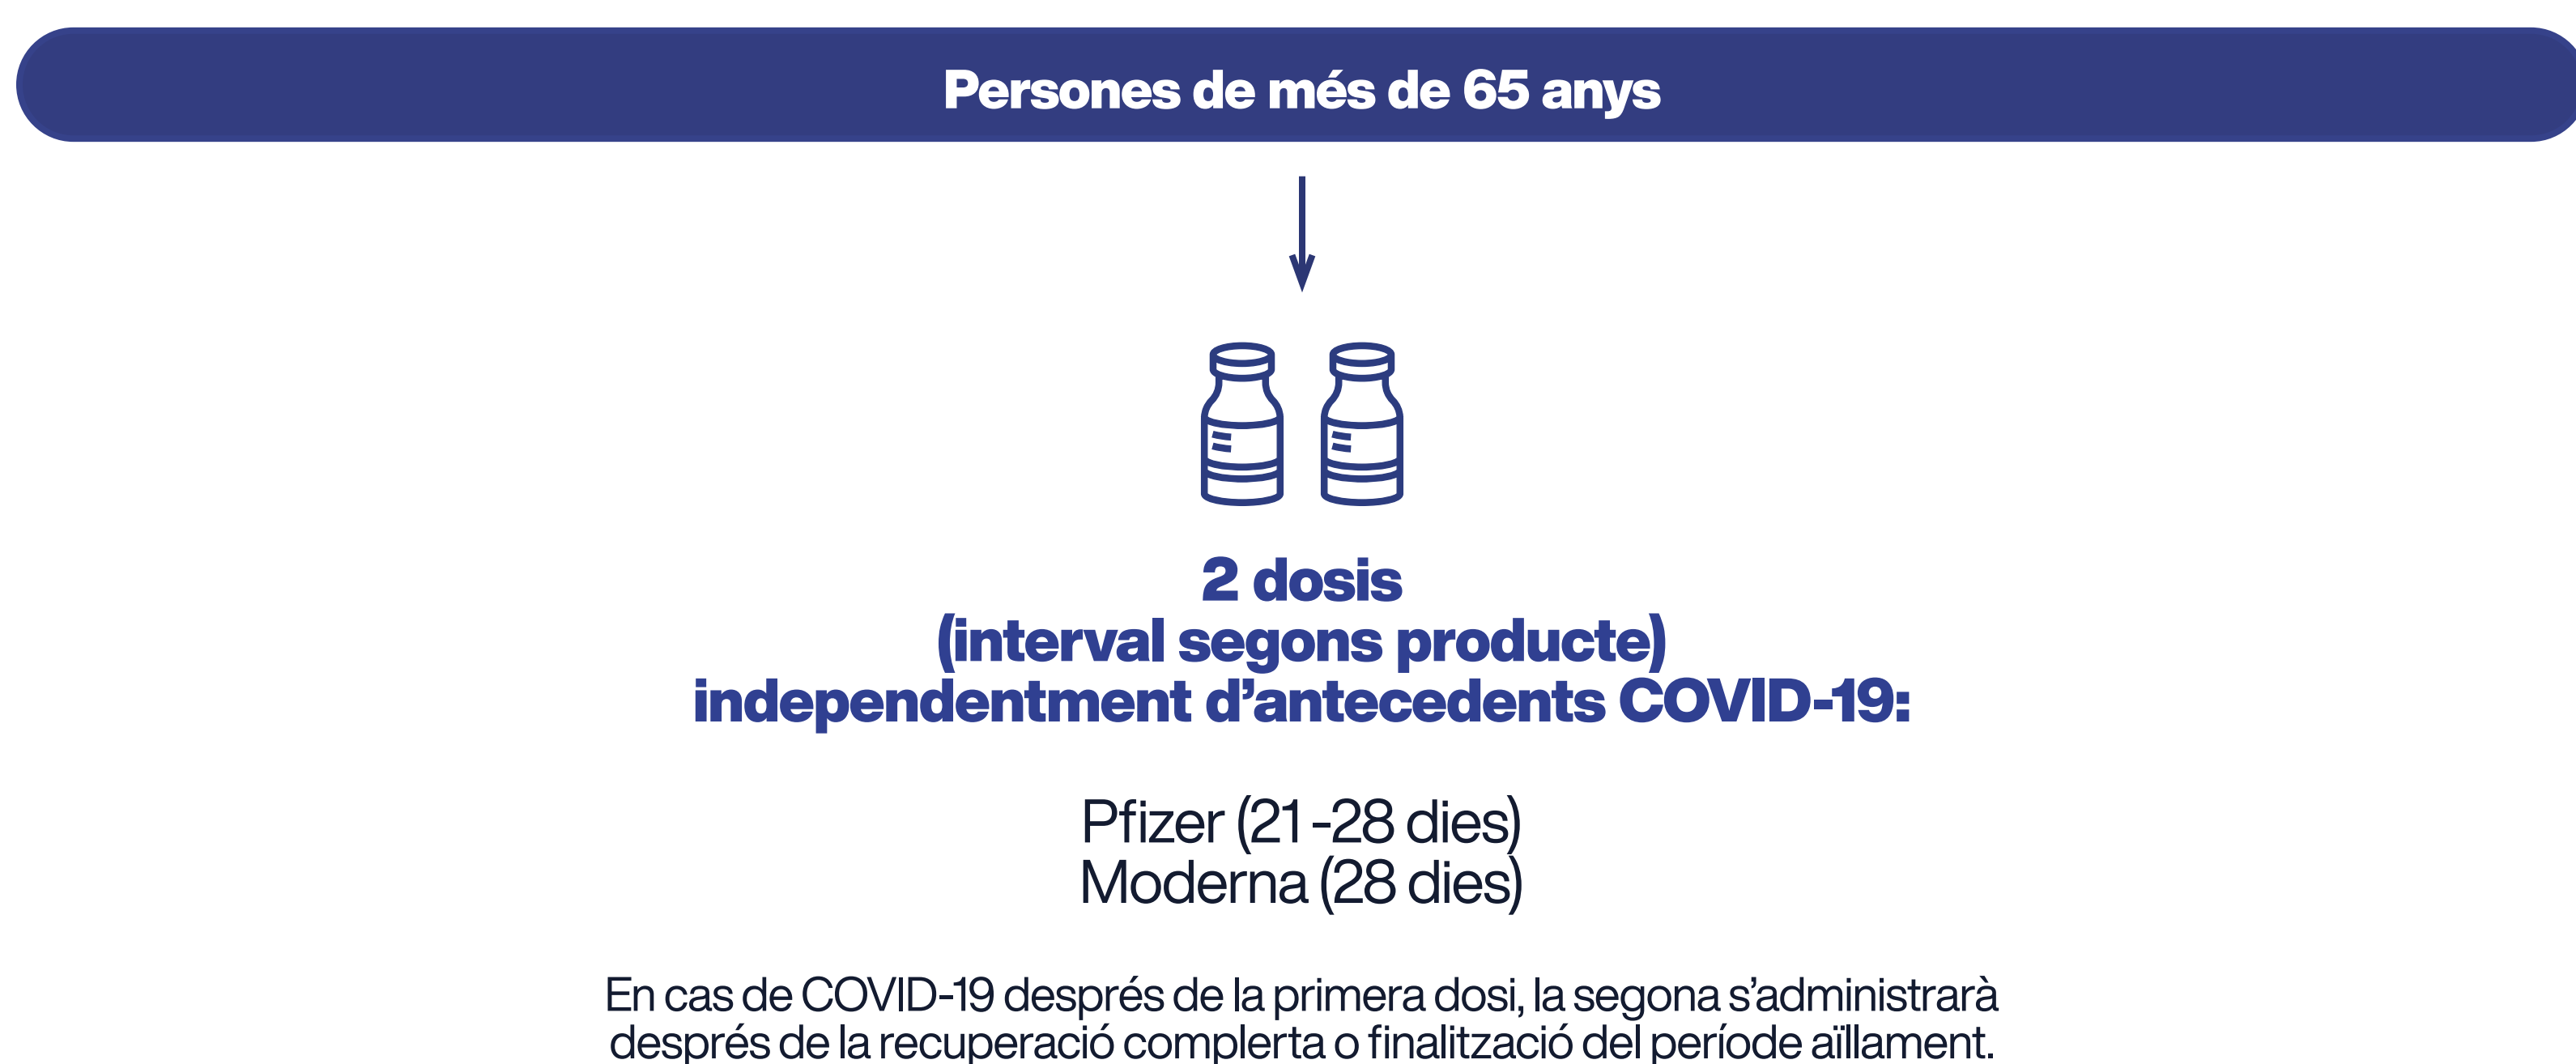 Persones de més de 65 anys
2 dosis
(interval segons producte)
independentment d’antecedents COVID-19:
Pfizer (21-28 dies)
Moderna (28 dies)
En cas de COVID-19 després de la primera dosi, la segona s’administrarà
després de la recuperació complerta o finalització del període aïllament.